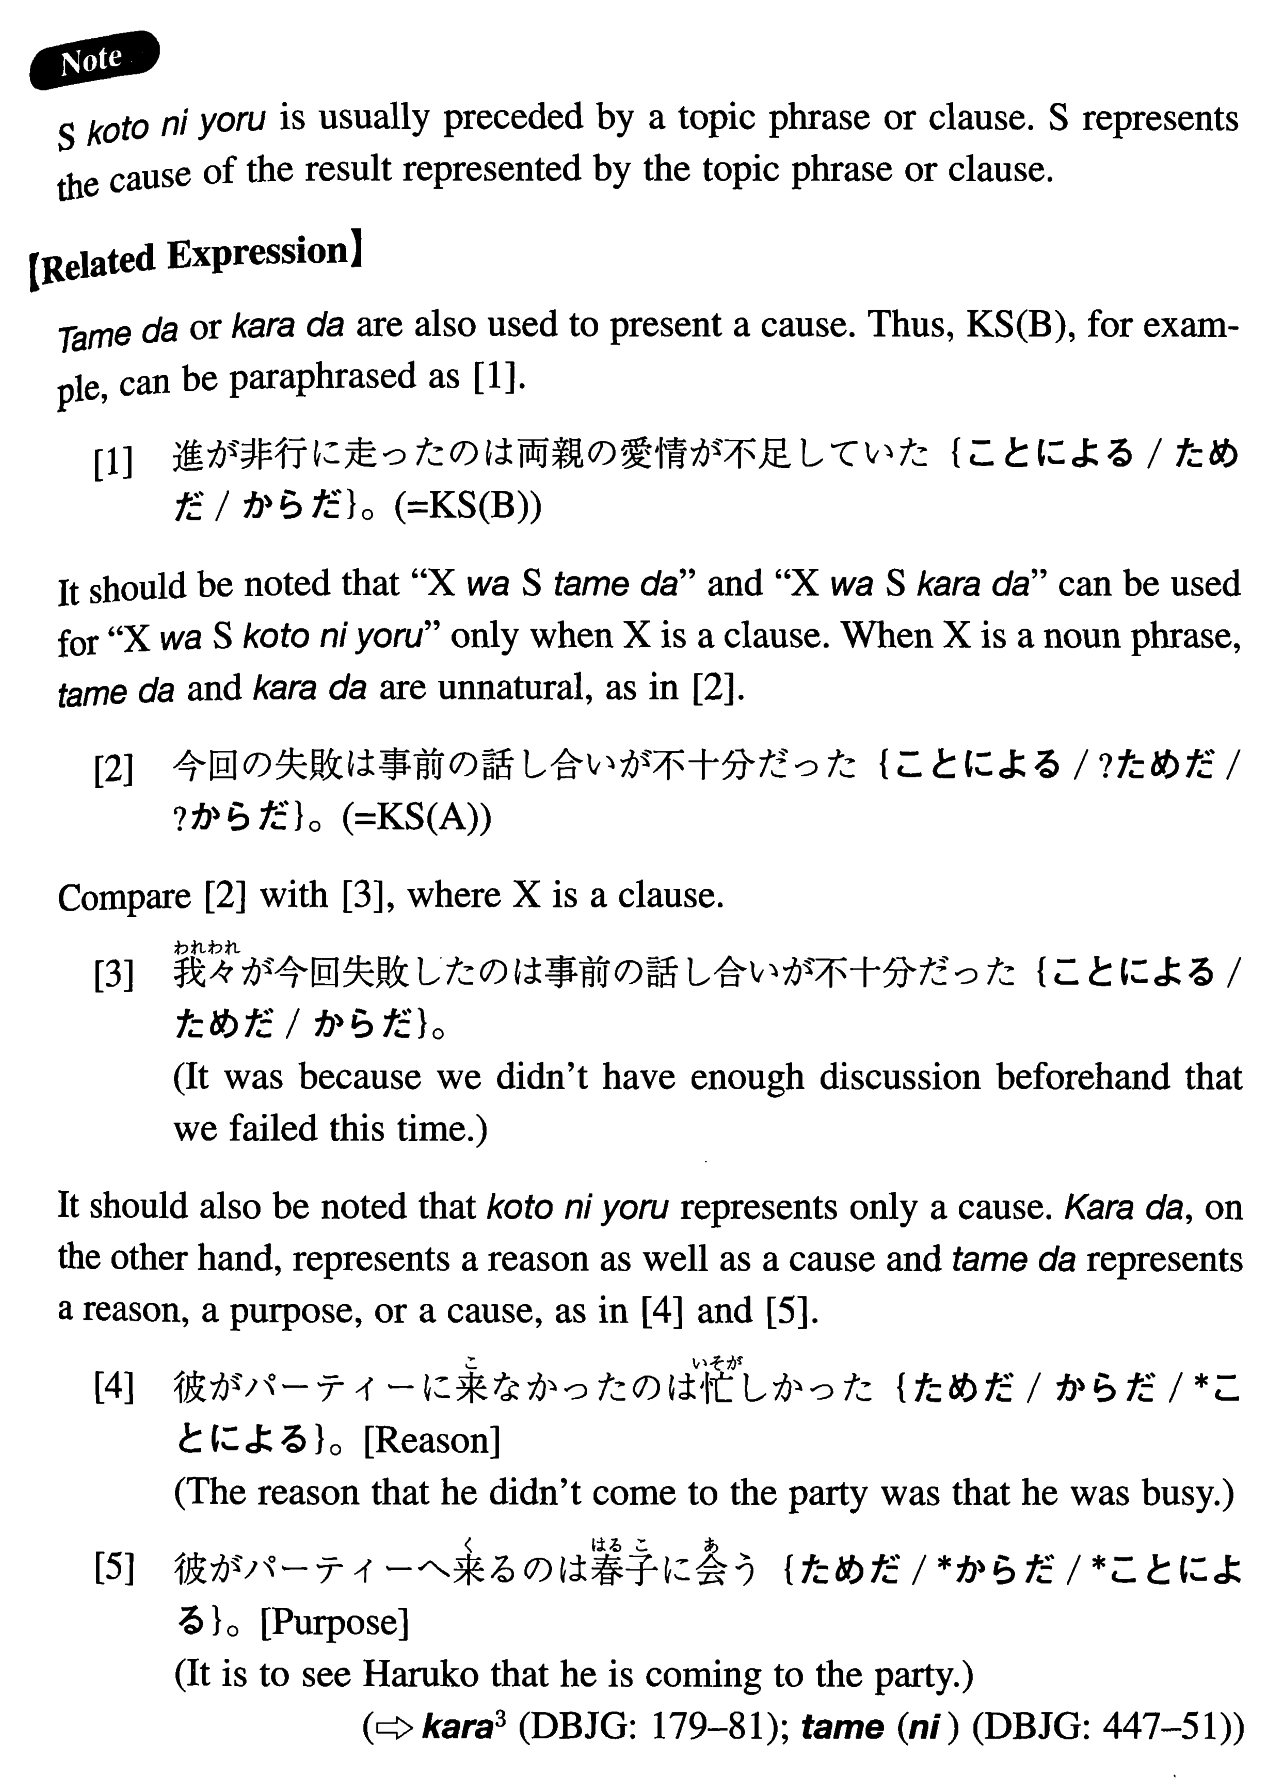 Note
S koto ni yoru is usually preceded by a topic phrase or clause. S represents
the cause of the result represented by the topic phrase or clause.
【Related Expression】
Tame da or kara da are also used to present a cause. Thus, KS(B), for exam-
ple, can be paraphrased as [1].
[1] 進が非行に走ったのは両親の愛情が不足していた {ことによる / ため
だ / からだ}。(=KS(B))
It should be noted that “X wa S tame da” and “X wa S kara da” can be used
for “X wa S koto ni yoru” only when X is a clause. When X is a noun phrase,
tame da and kara da are unnatural, as in [2].
[2] 今回の失敗は事前の話し合いが不十分だった {ことによる / ?ためだ /
?からだ}。(=KS(A))
Compare [2] with [3], where X is a clause.
われわれ
[3] 我々が今回失敗したのは事前の話し合いが不十分だった {ことによる /
ためだ / からだ}。
(It was because we didn’t have enough discussion beforehand that
we failed this time.)
It should also be noted that koto ni yoru represents only a cause. Kara da, on
the other hand, represents a reason as well as a cause and tame da represents
a reason, a purpose, or a cause, as in [4] and [5].
こ いそが
[4] 彼がパーティーに来なかったのは忙しかった {ためだ / からだ / *こ
とによる}。[Reason]
(The reason that he didn’t come to the party was that he was busy.)
く はる こ あ
[5] 彼がパーティーへ来るのは春子に会う {ためだ / *からだ / *ことによ
る}。[Purpose]
(It is to see Haruko that he is coming to the party.)
(⇨ kara³ (DBJG: 179–81); tame (ni) (DBJG: 447–51))